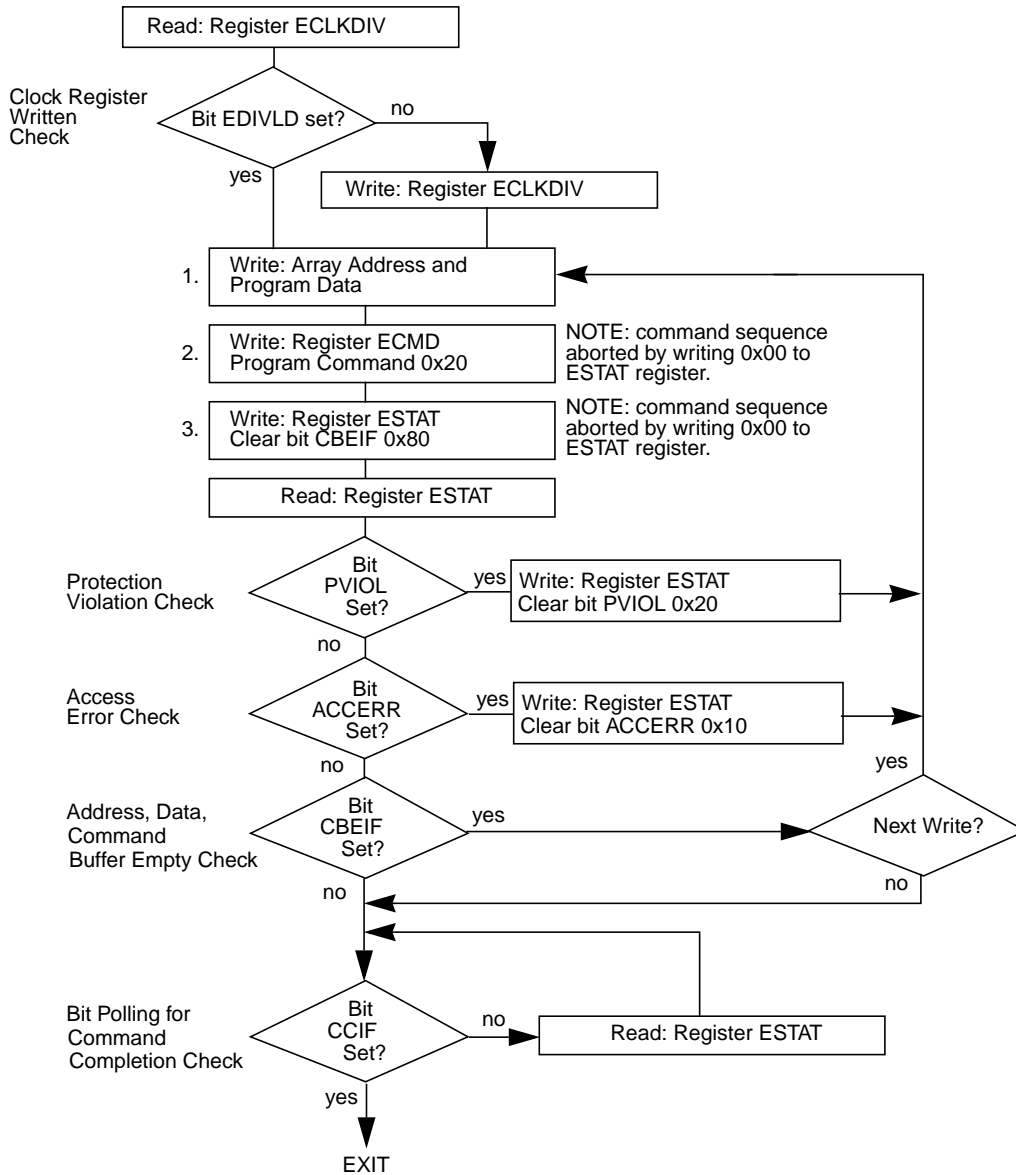 Read: Register ECLKDIV
Clock Register
Written
Check
Bit EDIVLD set?
no
yes
Write: Register ECLKDIV
1.
Write: Array Address and
Program Data
2.
Write: Register ECMD
Program Command 0x20
NOTE: command sequence
aborted by writing 0x00 to
ESTAT register.
3.
Write: Register ESTAT
Clear bit CBEIF 0x80
NOTE: command sequence
aborted by writing 0x00 to
ESTAT register.
Read: Register ESTAT
Protection
Violation Check
Bit
PVIOL
Set?
yes
Write: Register ESTAT
Clear bit PVIOL 0x20
no
Access
Error Check
Bit
ACCERR
Set?
yes
Write: Register ESTAT
Clear bit ACCERR 0x10
no
yes
Address, Data,
Command
Buffer Empty Check
Bit
CBEIF
Set?
yes
Next Write?
no
no
Bit Polling for
Command
Completion Check
Bit
CCIF
Set?
no
Read: Register ESTAT
yes
EXIT